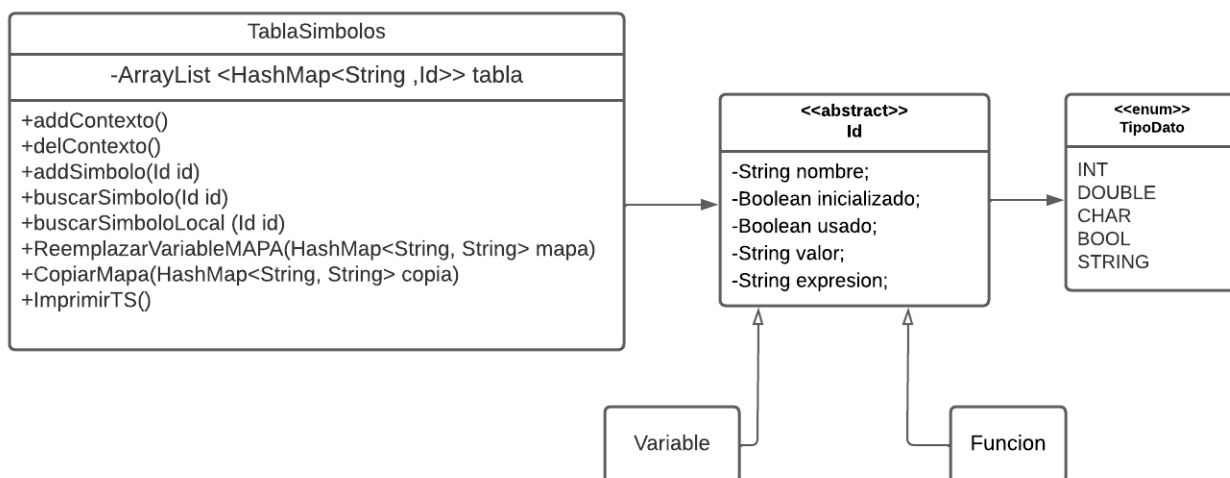 TablaSimbolos
-ArrayList <HashMap<String ,Id>> tabla
+addContexto()
+delContexto()
+addSimbolo(Id id)
+buscarSimbolo(Id id)
+buscarSimboloLocal (Id id)
+ReemplazarVariableMAPA(HashMap<String, String> mapa)
+CopiarMapa(HashMap<String, String> copia)
+ImprimirTS()
<<abstract>>
Id
-String nombre;
-Boolean inicializado;
-Boolean usado;
-String valor;
-String expresion;
<<enum>>
TipoDato
INT
DOUBLE
CHAR
BOOL
STRING
Variable
Funcion